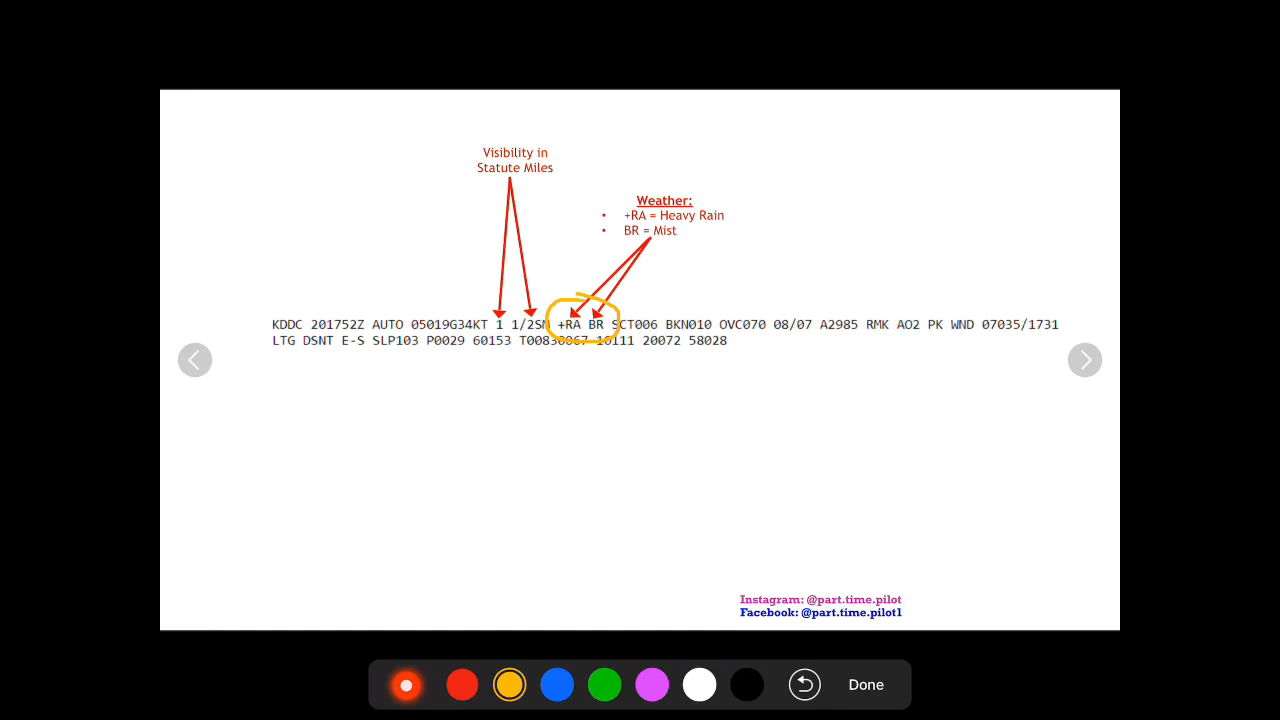 Visibility in
Statute Miles
Weather:
• +RA = Heavy Rain
• BR = Mist
KDDC 201752Z AUTO 05019G34KT 1 1/2SM +RA BR SCT006 BKN010 OVC070 08/07 A2985 RMK AO2 PK WND 07035/1731
LTG DSNT E-S SLP103 P0029 60153 T00830067 10111 20072 58028
Instagram: @part.time.pilot
Facebook: @part.time.pilot1
Done